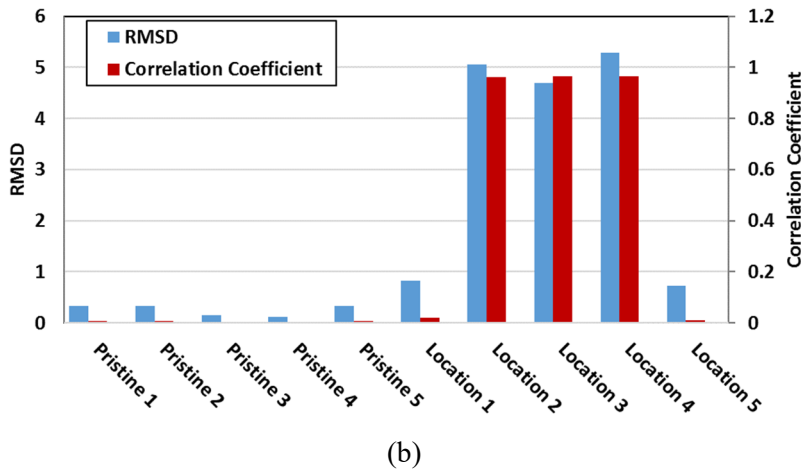 6
5
4
3
2
1
0
RMSD
RMSD
Correlation Coefficient
1.2
1
0.8
0.6
0.4
0.2
0
Correlation Coefficient
Pristine 1
Pristine 2
Pristine 3
Pristine 4
Pristine 5
Location 1
Location 2
Location 3
Location 4
Location 5
(b)